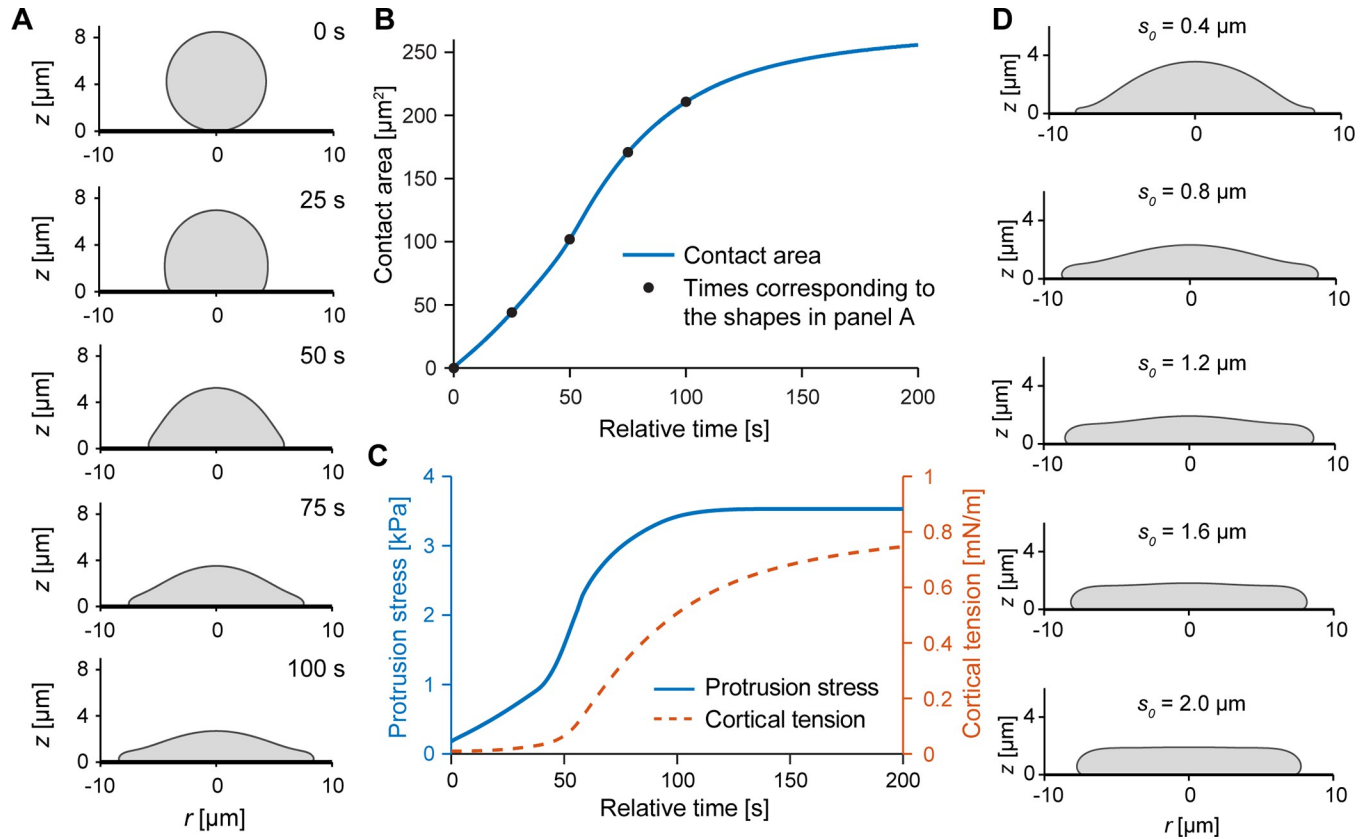 A
0 s
z [µm]
8
4
0
-10 0 10
25 s
z [µm]
8
4
0
-10 0 10
50 s
z [µm]
8
4
0
-10 0 10
75 s
z [µm]
8
4
0
-10 0 10
100 s
z [µm]
8
4
0
-10 0 10
r [µm]
B
Contact area [µm²]
250
200
150
100
50
0
Contact area
Times corresponding to
the shapes in panel A
0 50 100 150 200
Relative time [s]
C
Protrusion stress [kPa]
4
3
2
1
0
Cortical tension [mN/m]
1
0.8
0.6
0.4
0.2
0
Protrusion stress
Cortical tension
0 50 100 150 200
Relative time [s]
D
s0 = 0.4 µm
z [µm]
4
0
-10 0 10
s0 = 0.8 µm
z [µm]
4
0
-10 0 10
s0 = 1.2 µm
z [µm]
4
0
-10 0 10
s0 = 1.6 µm
z [µm]
4
0
-10 0 10
s0 = 2.0 µm
z [µm]
4
0
-10 0 10
r [µm]